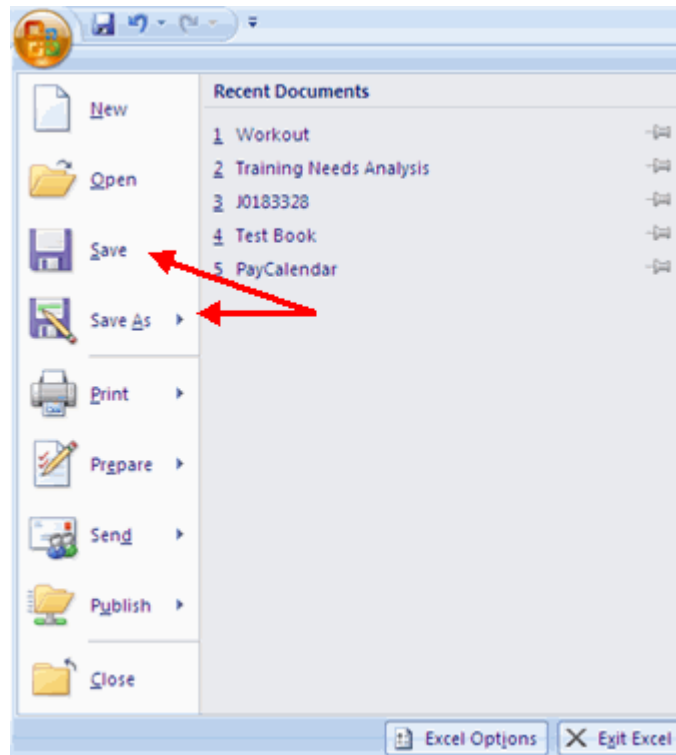 New
Open
Save
Save As
Print
Prepare
Send
Publish
Close
Recent Documents
1 Workout
2 Training Needs Analysis
3 J0183328
4 Test Book
5 PayCalendar
Excel Options
Exit Excel